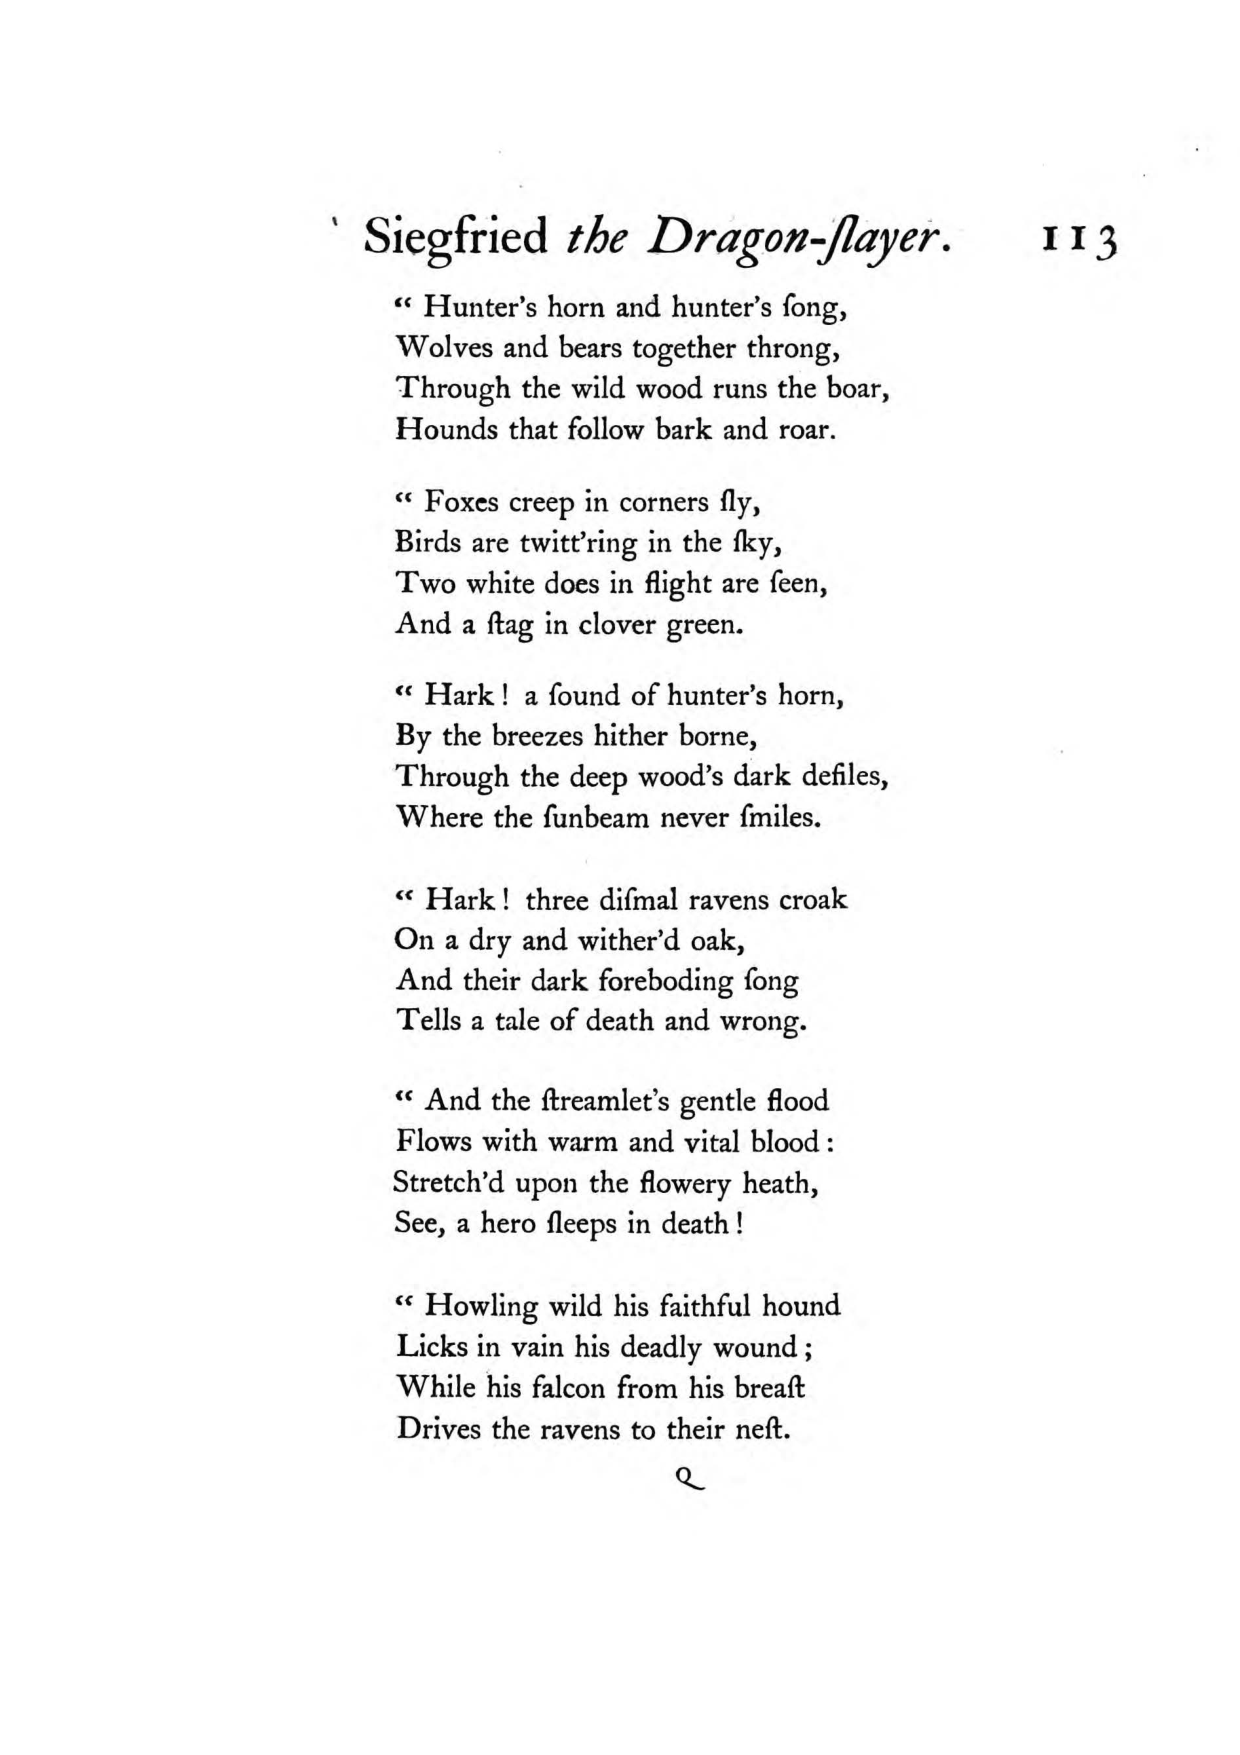 Siegfried the Dragon-ſlayer. 113
“ Hunter’s horn and hunter’s ſong,
Wolves and bears together throng,
Through the wild wood runs the boar,
Hounds that follow bark and roar.
“ Foxes creep in corners ſly,
Birds are twitt’ring in the ſky,
Two white does in flight are ſeen,
And a ſtag in clover green.
“ Hark ! a ſound of hunter’s horn,
By the breezes hither borne,
Through the deep wood’s dark defiles,
Where the ſunbeam never ſmiles.
“ Hark ! three diſmal ravens croak
On a dry and wither’d oak,
And their dark foreboding ſong
Tells a tale of death and wrong.
“ And the ſtreamlet’s gentle flood
Flows with warm and vital blood :
Stretch’d upon the flowery heath,
See, a hero ſleeps in death !
“ Howling wild his faithful hound
Licks in vain his deadly wound ;
While his falcon from his breaſt
Drives the ravens to their neſt.
Q